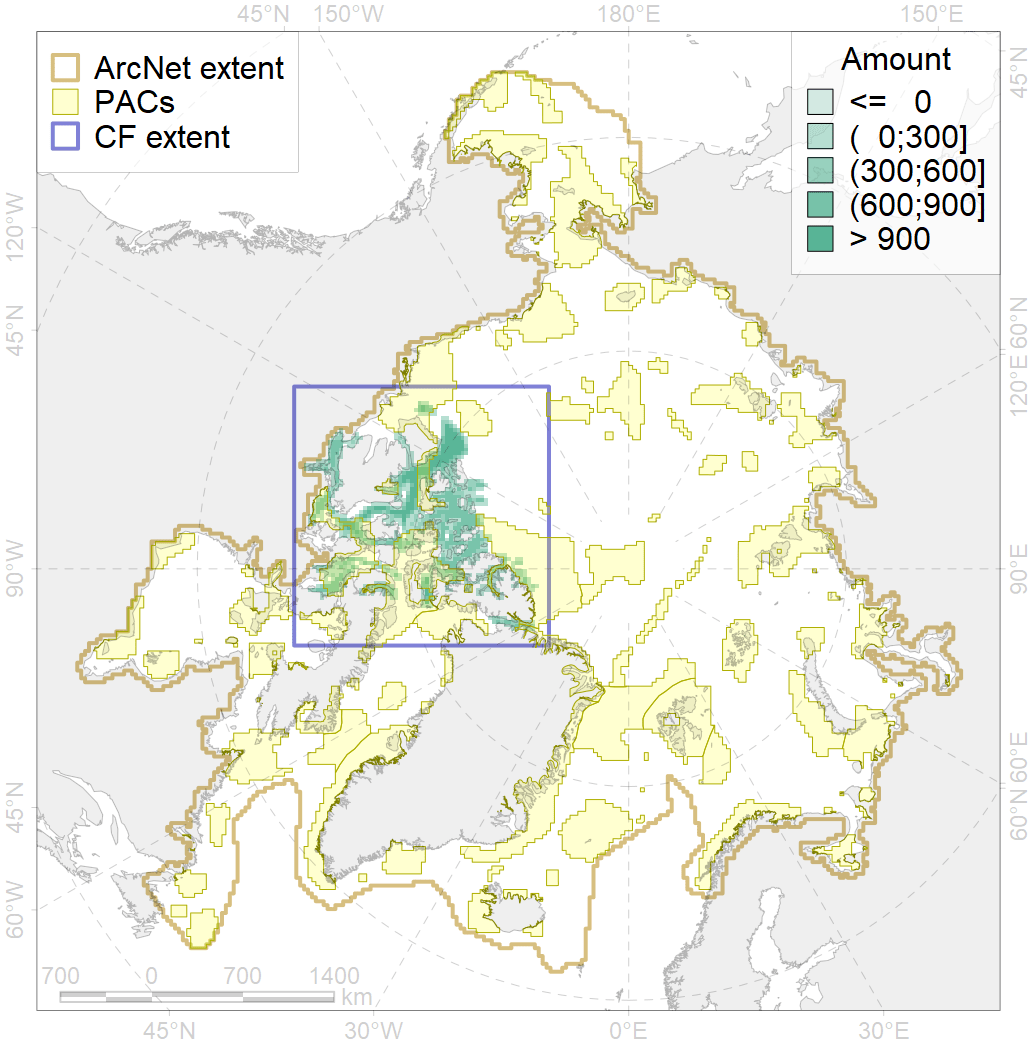 45°N 150°W 180°E 150°E
ArcNet extent
PACs
CF extent
Amount
<= 0
( 0;300]
(300;600]
(600;900]
> 900
45°N
120°W
45°N
60°N
120°E
90°W
90°E
60°E
45°N
60°N
60°W
700 0 700 1400
km
45°N 30°W 0°E 30°E